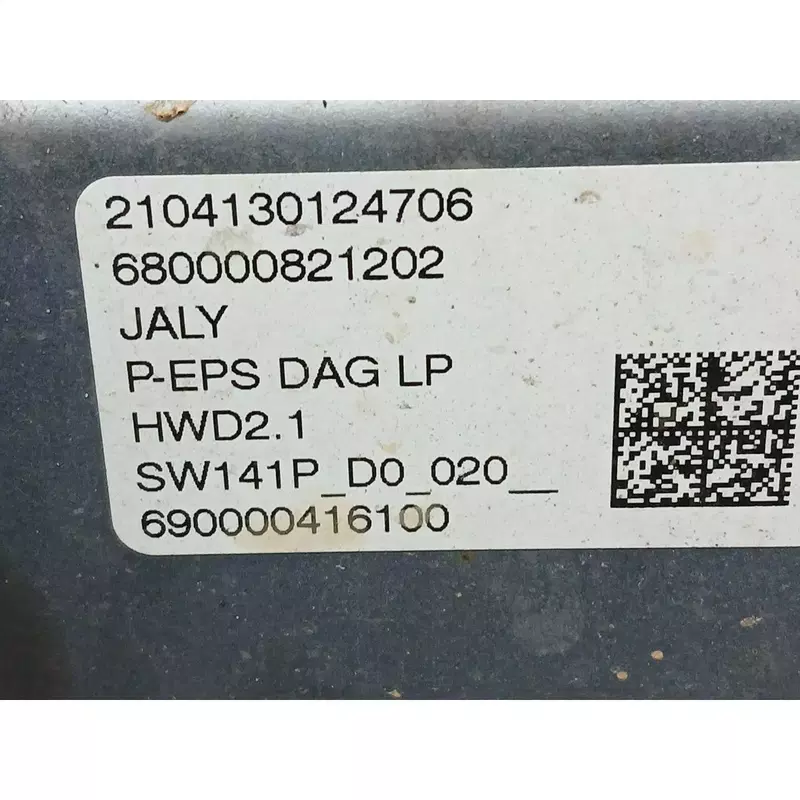 2104130124706
680000821202
JALY
P-EPS DAG LP
HWD2.1
SW141P_D0_020__
690000416100